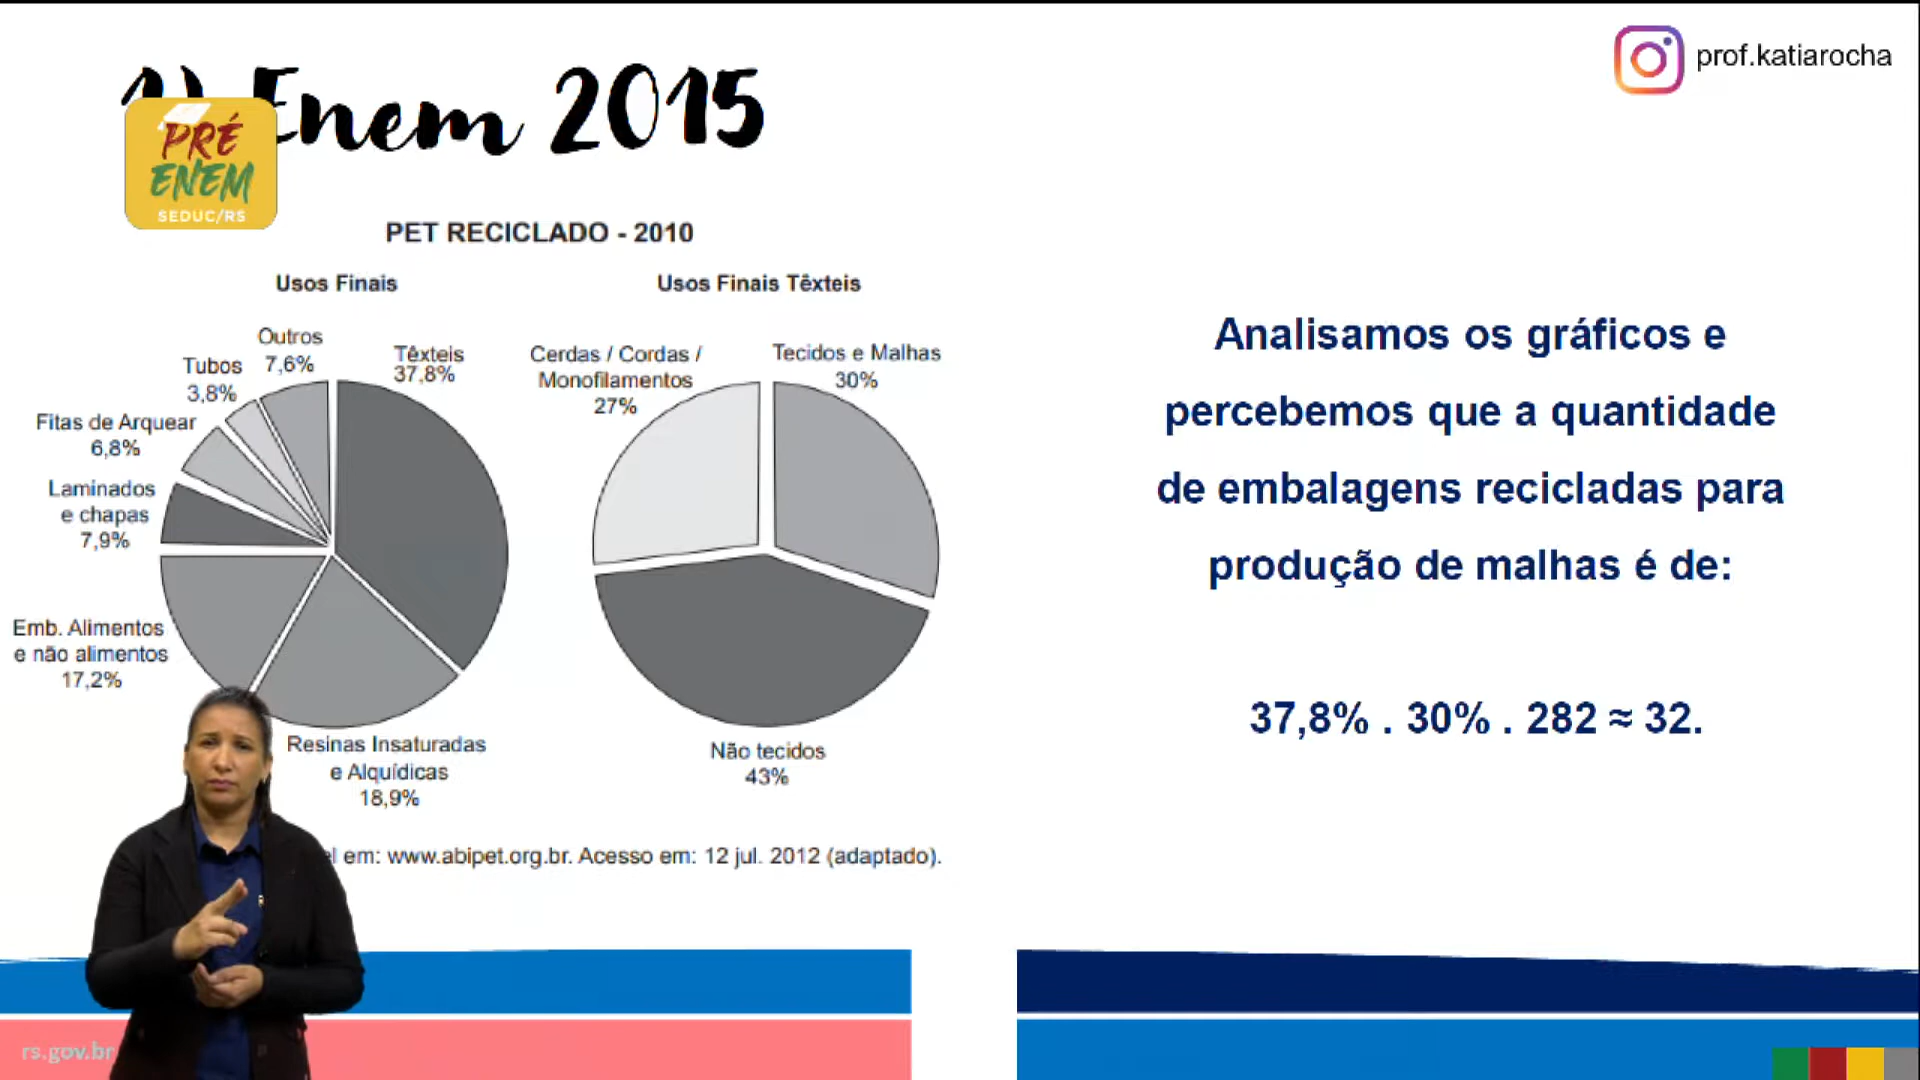 prof.katiarocha
Enem 2015
PRÉ
ENEM
SEDUC/RS
PET RECICLADO - 2010
Usos Finais
Outros
7,6%
Têxteis
37,8%
Tubos
3,8%
Fitas de Arquear
6,8%
Laminados
e chapas
7,9%
Emb. Alimentos
e não alimentos
17,2%
Resinas Insaturadas
e Alquídicas
18,9%
Usos Finais Têxteis
Cerdas / Cordas /
Monofilamentos
27%
Tecidos e Malhas
30%
Não tecidos
43%
em: www.abipet.org.br. Acesso em: 12 jul. 2012 (adaptado).
Analisamos os gráficos e
percebemos que a quantidade
de embalagens recicladas para
produção de malhas é de:
37,8% . 30% . 282 ≈ 32.
rs.gov.br